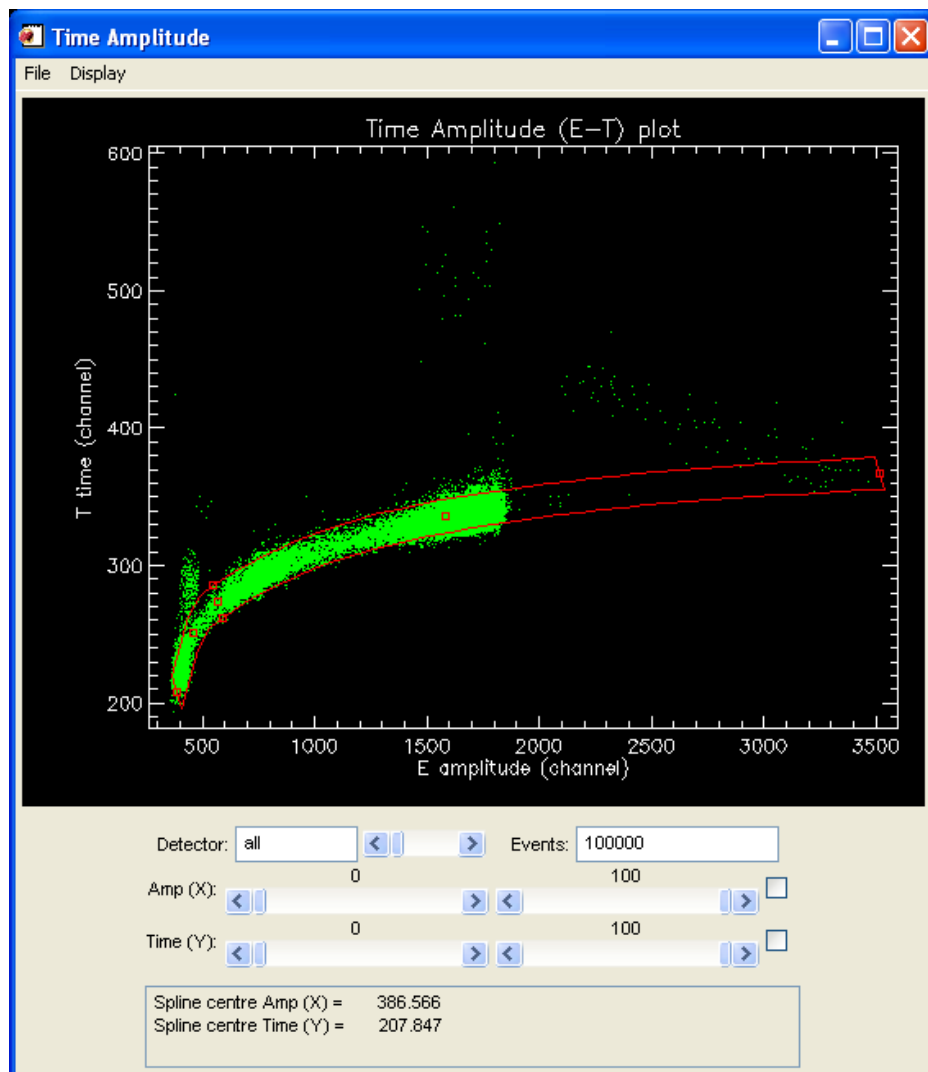 Time Amplitude
File Display
Time Amplitude (E-T) plot
600
500
400
300
200
T time (channel)
500 1000 1500 2000 2500 3000 3500
E amplitude (channel)
Detector: all Events: 100000
0 100
Amp (X):
0 100
Time (Y):
Spline centre Amp (X) = 386.566
Spline centre Time (Y) = 207.847